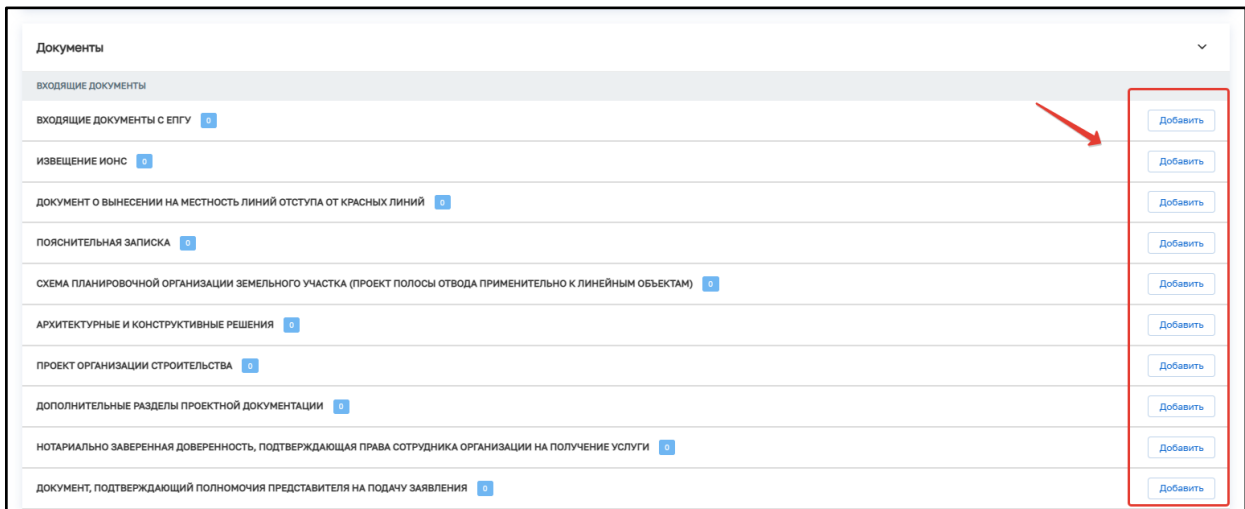 Документы
ВХОДЯЩИЕ ДОКУМЕНТЫ
ВХОДЯЩИЕ ДОКУМЕНТЫ С ЕПГУ 0 Добавить
ИЗВЕЩЕНИЕ ИОНС 0 Добавить
ДОКУМЕНТ О ВЫНЕСЕНИИ НА МЕСТНОСТЬ ЛИНИЙ ОТСТУПА ОТ КРАСНЫХ ЛИНИЙ 0 Добавить
ПОЯСНИТЕЛЬНАЯ ЗАПИСКА 0 Добавить
СХЕМА ПЛАНИРОВОЧНОЙ ОРГАНИЗАЦИИ ЗЕМЕЛЬНОГО УЧАСТКА (ПРОЕКТ ПОЛОСЫ ОТВОДА ПРИМЕНИТЕЛЬНО К ЛИНЕЙНЫМ ОБЪЕКТАМ) 0 Добавить
АРХИТЕКТУРНЫЕ И КОНСТРУКТИВНЫЕ РЕШЕНИЯ 0 Добавить
ПРОЕКТ ОРГАНИЗАЦИИ СТРОИТЕЛЬСТВА 0 Добавить
ДОПОЛНИТЕЛЬНЫЕ РАЗДЕЛЫ ПРОЕКТНОЙ ДОКУМЕНТАЦИИ 0 Добавить
НОТАРИАЛЬНО ЗАВЕРЕННАЯ ДОВЕРЕННОСТЬ, ПОДТВЕРЖДАЮЩАЯ ПРАВА СОТРУДНИКА ОРГАНИЗАЦИИ НА ПОЛУЧЕНИЕ УСЛУГИ 0 Добавить
ДОКУМЕНТ, ПОДТВЕРЖДАЮЩИЙ ПОЛНОМОЧИЯ ПРЕДСТАВИТЕЛЯ НА ПОДАЧУ ЗАЯВЛЕНИЯ 0 Добавить